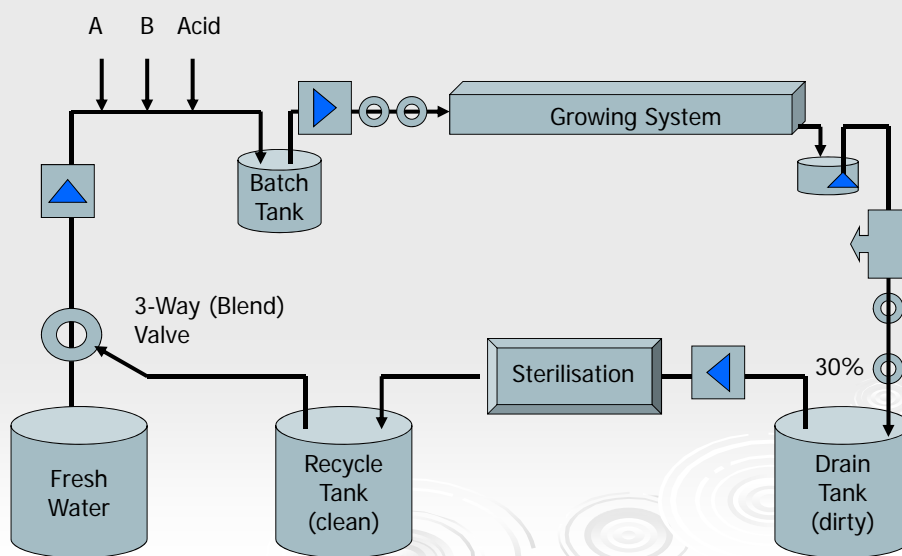 A B Acid
Growing System
Batch
Tank
3-Way (Blend)
Valve
Sterilisation
30%
Fresh
Water
Recycle
Tank
(clean)
Drain
Tank
(dirty)